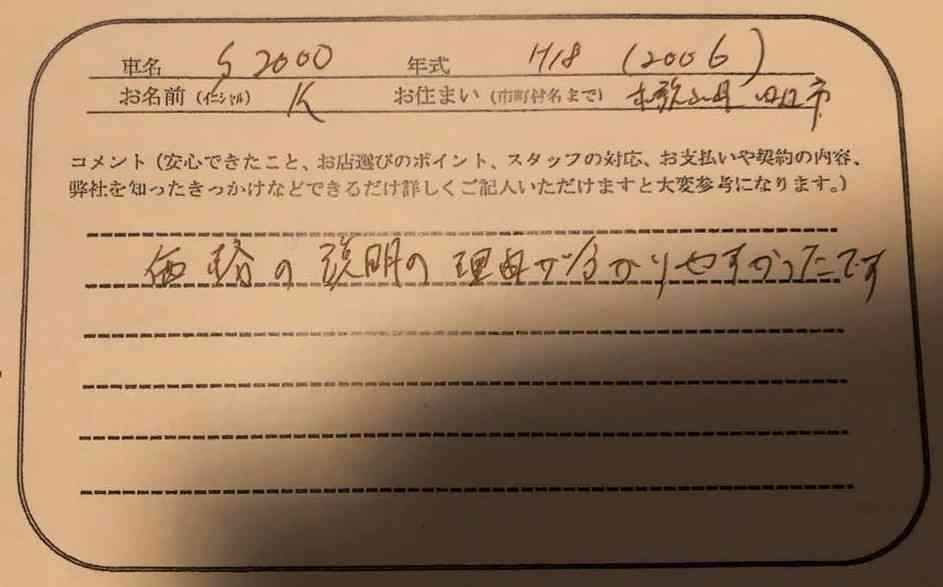 車名 S2000 年式 H18 (2006)
お名前 (イニシャル) K お住まい (市町村名まで) 和歌山県
コメント (安心できたこと、お店選びのポイント、スタッフの対応、お支払いや契約の内容、
弊社を知ったきっかけなどできるだけ詳しくご記入いただけますと大変参考になります。)
価格の説明の理由が分かりやすかったです